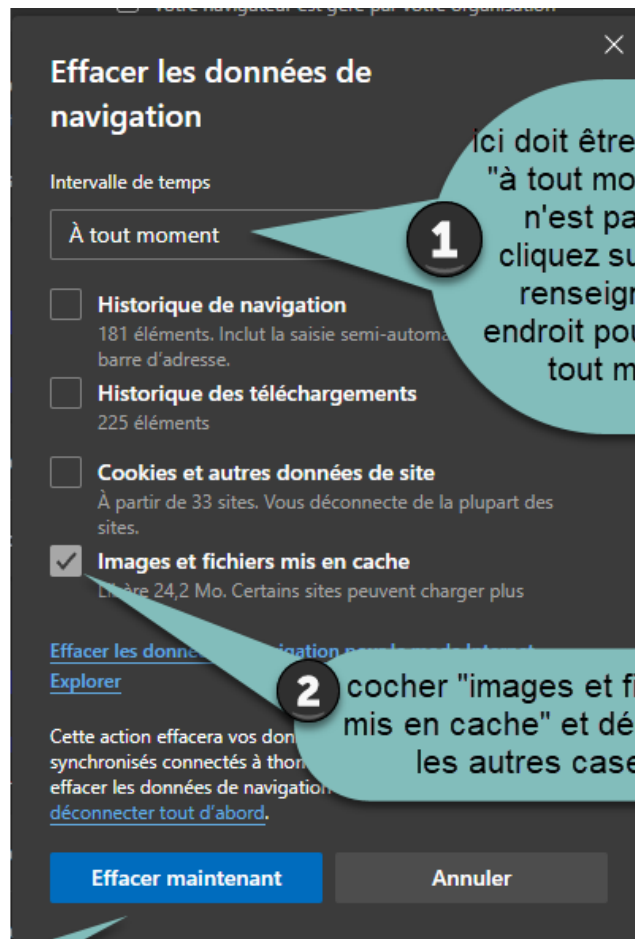 Votre navigateur est géré par votre organisation
Effacer les données de
navigation
Intervalle de temps
À tout moment
1
ici doit être
"à tout mo
n'est pa
cliquez su
renseign
endroit pou
tout m
Historique de navigation
181 éléments. Inclut la saisie semi-automa
barre d'adresse.
Historique des téléchargements
225 éléments
Cookies et autres données de site
À partir de 33 sites. Vous déconnecte de la plupart des
sites.
Images et fichiers mis en cache
Libère 24,2 Mo. Certains sites peuvent charger plus
Effacer les donné
Explorer
2
cocher "images et fi
mis en cache" et dé
les autres case
Cette action effacera vos don
synchronisés connectés à thon
effacer les données de navigation
déconnecter tout d'abord.
Effacer maintenant
Annuler